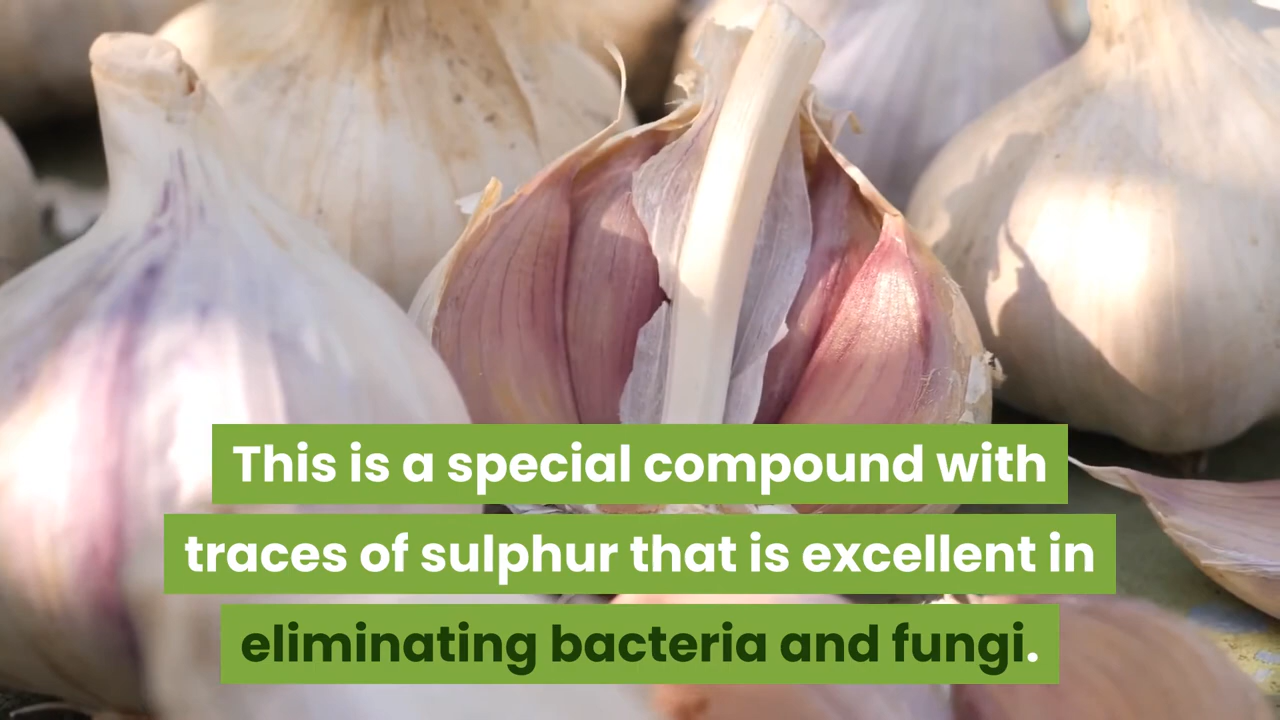 This is a special compound with
traces of sulphur that is excellent in
eliminating bacteria and fungi.